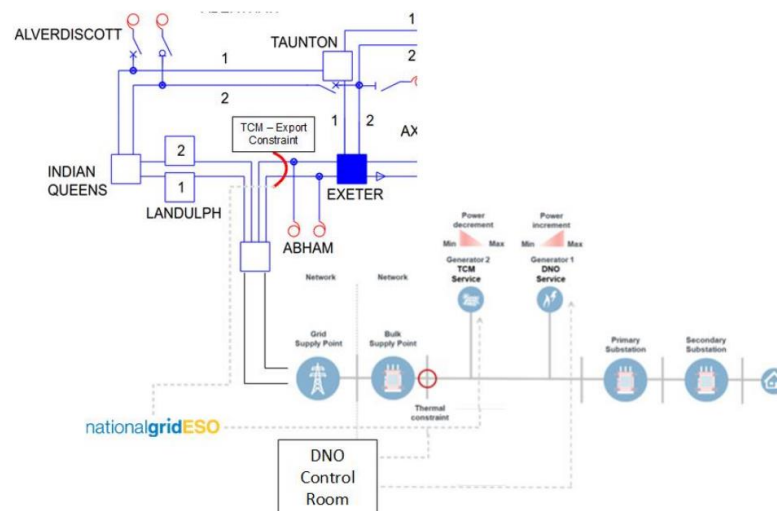 ALVERDISCOTT
TAUNTON
1
1
2
2
1
2
TCM – Export
Constraint
AX
INDIAN
QUEENS
2
1
LANDULPH
EXETER
ABHAM
Power
decrement
Min
Max
Power
increment
Min
Max
Network
Network
Generator 2
TCM
Service
Generator 1
DNO
Service
Grid
Supply Point
Bulk
Supply Point
Primary
Substation
Secondary
Substation
Thermal
constraint
nationalgridESO
DNO
Control
Room